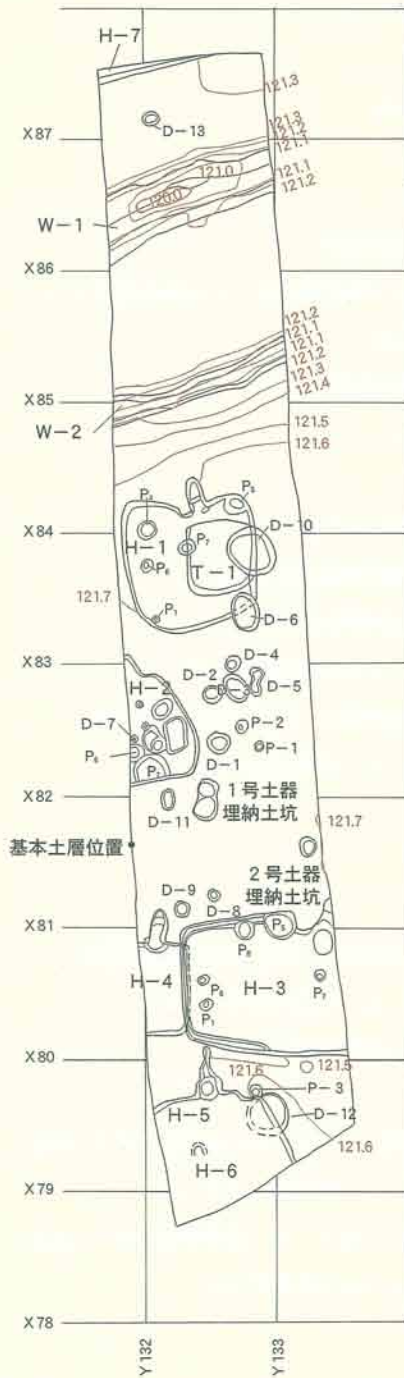 H-7
121.3
D-13
X87
121.3
121.2
121.1
121.0
121.1
120.0
121.2
W-1
X86
121.2
121.1
121.1
121.2
121.3
X85
121.4
W-2
121.5
121.6
P5
X84
D-10
H-1
P7
T-1
P6
121.7
P1
D-6
X83
D-4
D-2
D-5
H-2
D-7
P-2
P6
D-1
P-1
P7
X82
1号土器
埋納土坑
D-11
121.7
基本土層位置
2号土器
埋納土坑
D-9
D-8
X81
P5
P8
H-4
H-3
P6
P7
P1
X80
121.6
121.5
P-3
H-5
D-12
H-6
121.6
X79
X78
Y132
Y133